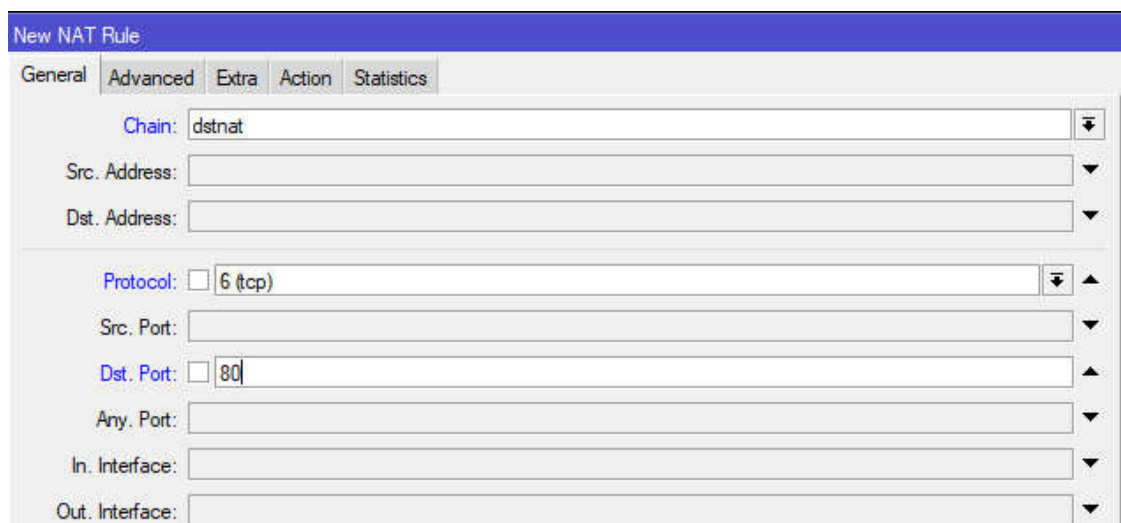 New NAT Rule
General Advanced Extra Action Statistics
Chain: dstnat
Src. Address:
Dst. Address:
Protocol: 6 (tcp)
Src. Port:
Dst. Port: 80
Any. Port:
In. Interface:
Out. Interface: